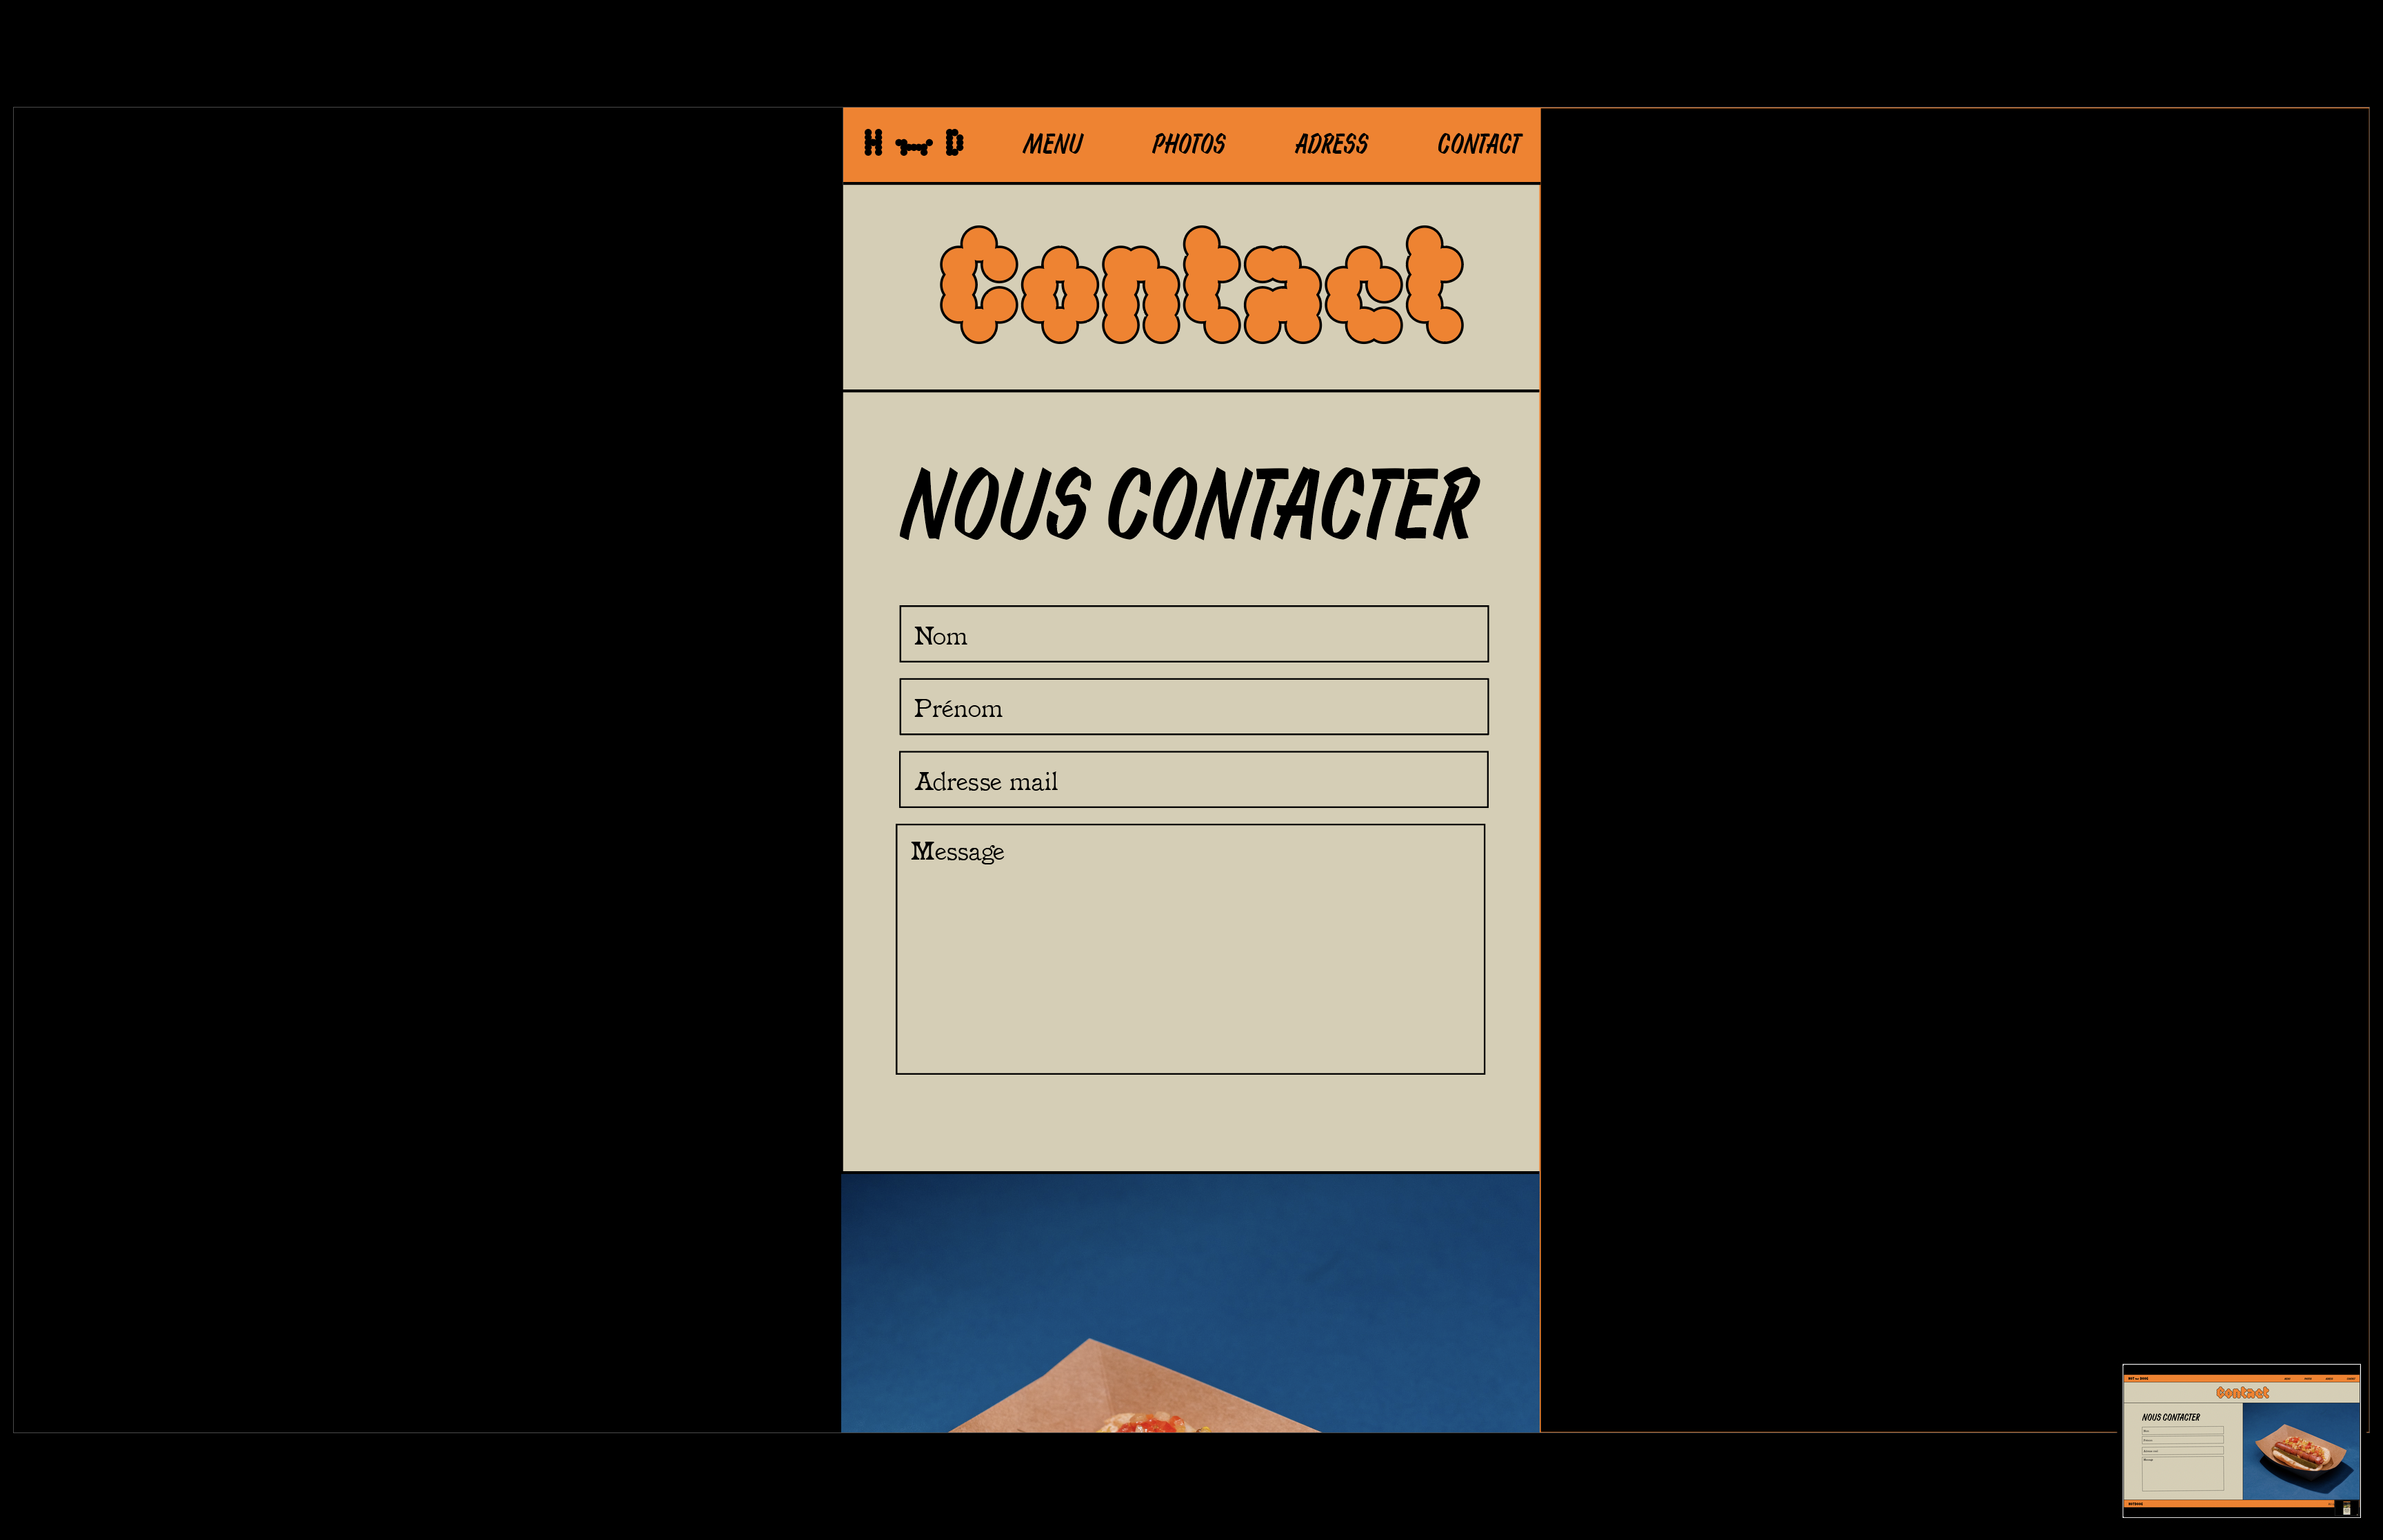 H D MENU PHOTOS ADRESS CONTACT
Contact
NOUS CONTACTER
Nom
Prénom
Adresse mail
Message
Contact
NOUS CONTACTER